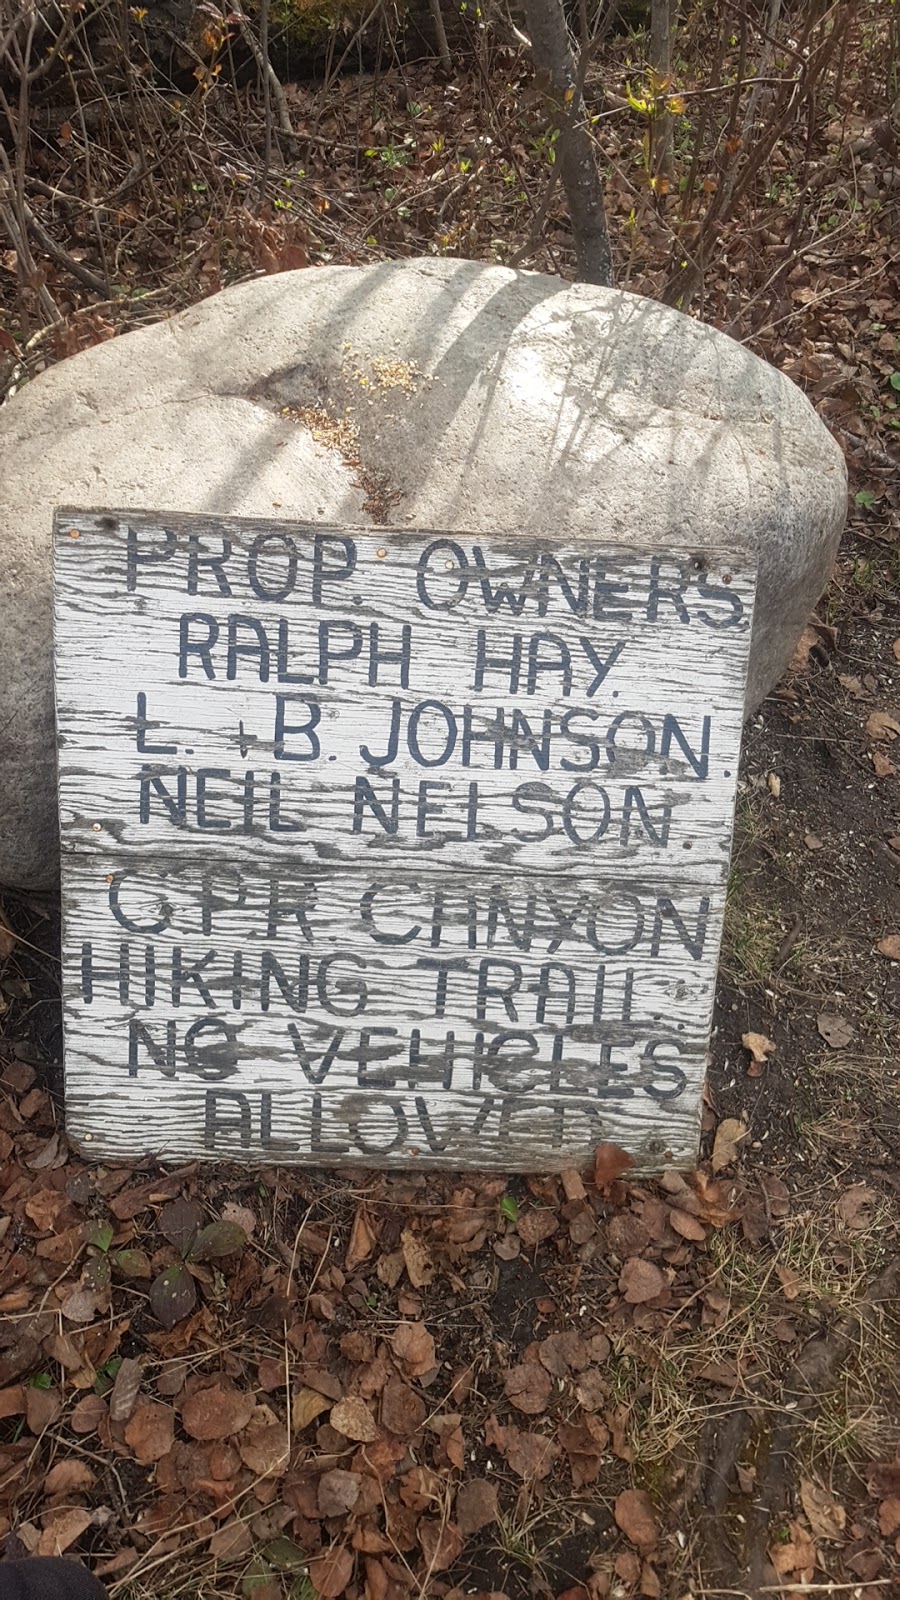 PROP. OWNERS
RALPH HAY.
L. + B. JOHNSON.
NEIL NELSON.
C.P.R. CANYON
HIKING TRAIL.
NO VEHICLES
ALLOWED